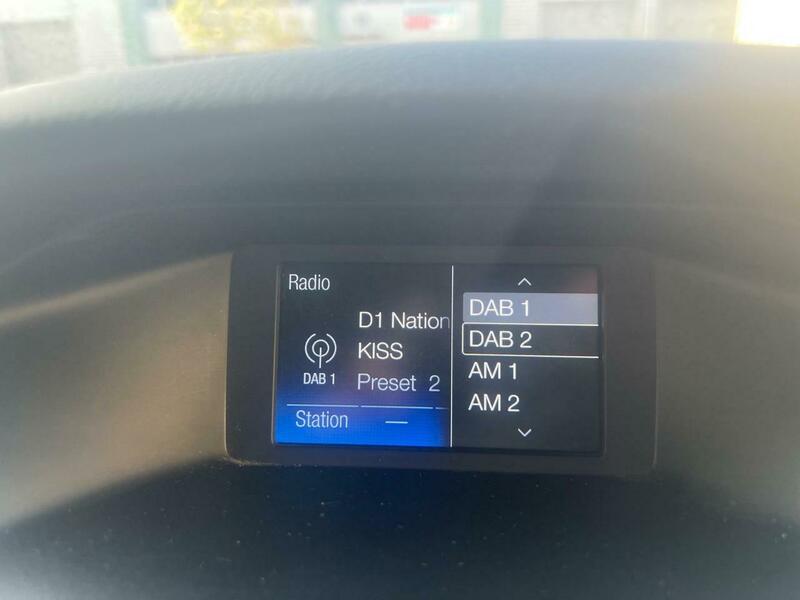 Radio
D1 Nation
KISS
DAB 1
Preset 2
Station
DAB 1
DAB 2
AM 1
AM 2